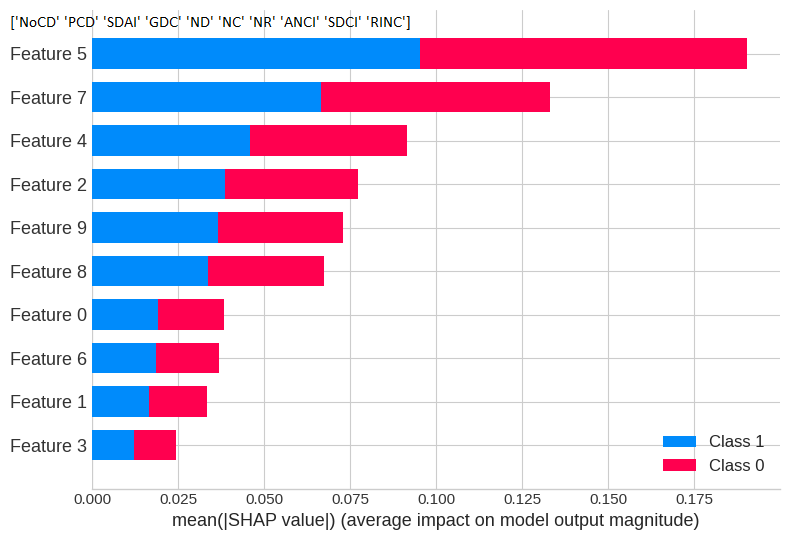 ['NoCD' 'PCD' 'SDAI' 'GDC' 'ND' 'NC' 'NR' 'ANCI' 'SDCI' 'RINC']
Feature 5
Feature 7
Feature 4
Feature 2
Feature 9
Feature 8
Feature 0
Feature 6
Feature 1
Feature 3
Class 1
Class 0
0.000 0.025 0.050 0.075 0.100 0.125 0.150 0.175
mean(|SHAP value|) (average impact on model output magnitude)